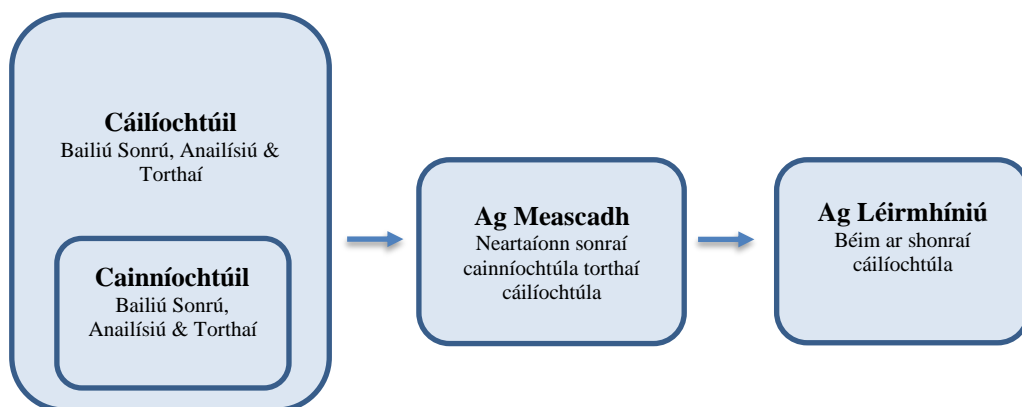 Cáilíochtúil
Bailiú Sonrú, Anailísiú &
Torthaí
Cainníochtúil
Bailiú Sonrú,
Anailísiú & Torthaí
Ag Meascadh
Neartaíonn sonraí
cainníochtúla torthaí
cáilíochtúla
Ag Léirmhíniú
Béim ar shonraí
cáilíochtúla